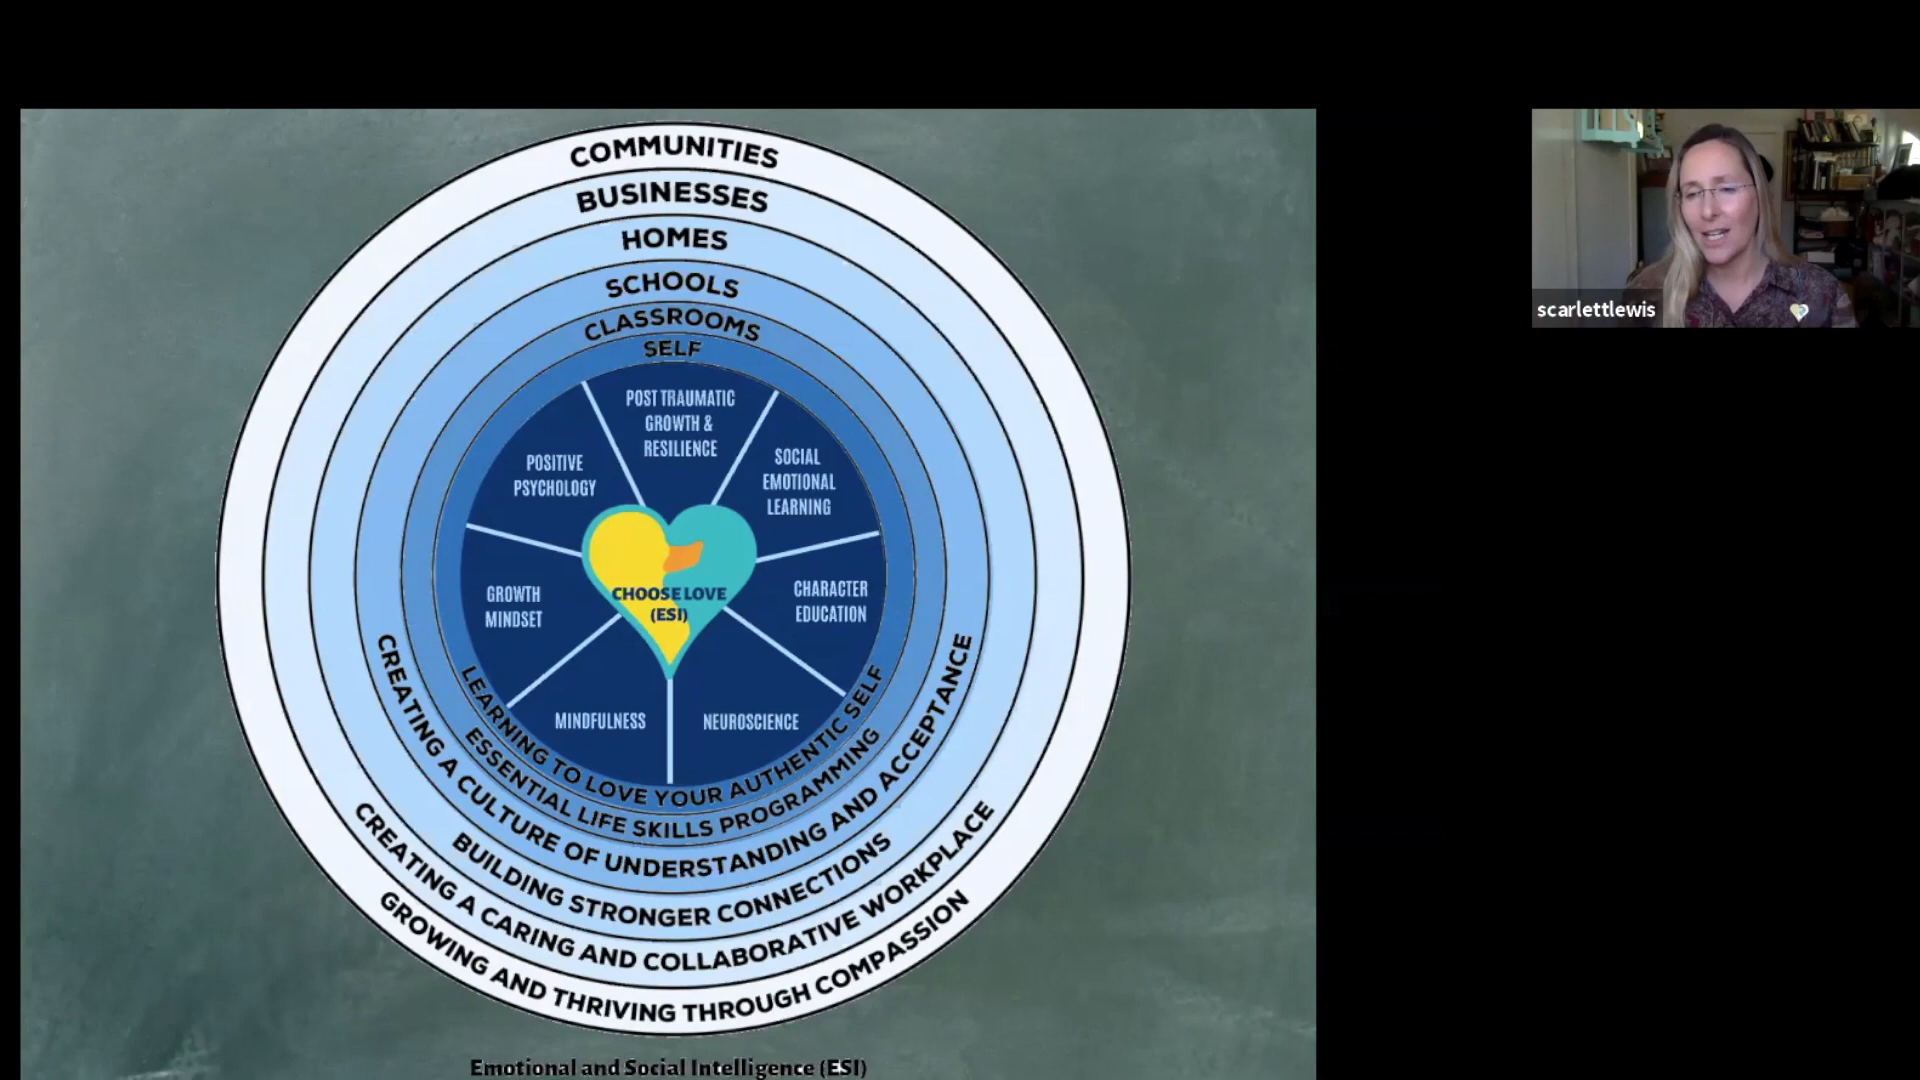 COMMUNITIES
BUSINESSES
HOMES
SCHOOLS
CLASSROOMS
SELF
POST TRAUMATIC
GROWTH &
RESILIENCE
SOCIAL
EMOTIONAL
LEARNING
CHARACTER
EDUCATION
NEUROSCIENCE
MINDFULNESS
GROWTH
MINDSET
POSITIVE
PSYCHOLOGY
CHOOSE LOVE
(ESI)
LEARNING TO LOVE YOUR AUTHENTIC SELF
ESSENTIAL LIFE SKILLS PROGRAMMING
CREATING A CULTURE OF UNDERSTANDING AND ACCEPTANCE
BUILDING STRONGER CONNECTIONS
CREATING A CARING AND COLLABORATIVE WORKPLACE
GROWING AND THRIVING THROUGH COMPASSION
Emotional and Social Intelligence (ESI)
scarlettlewis